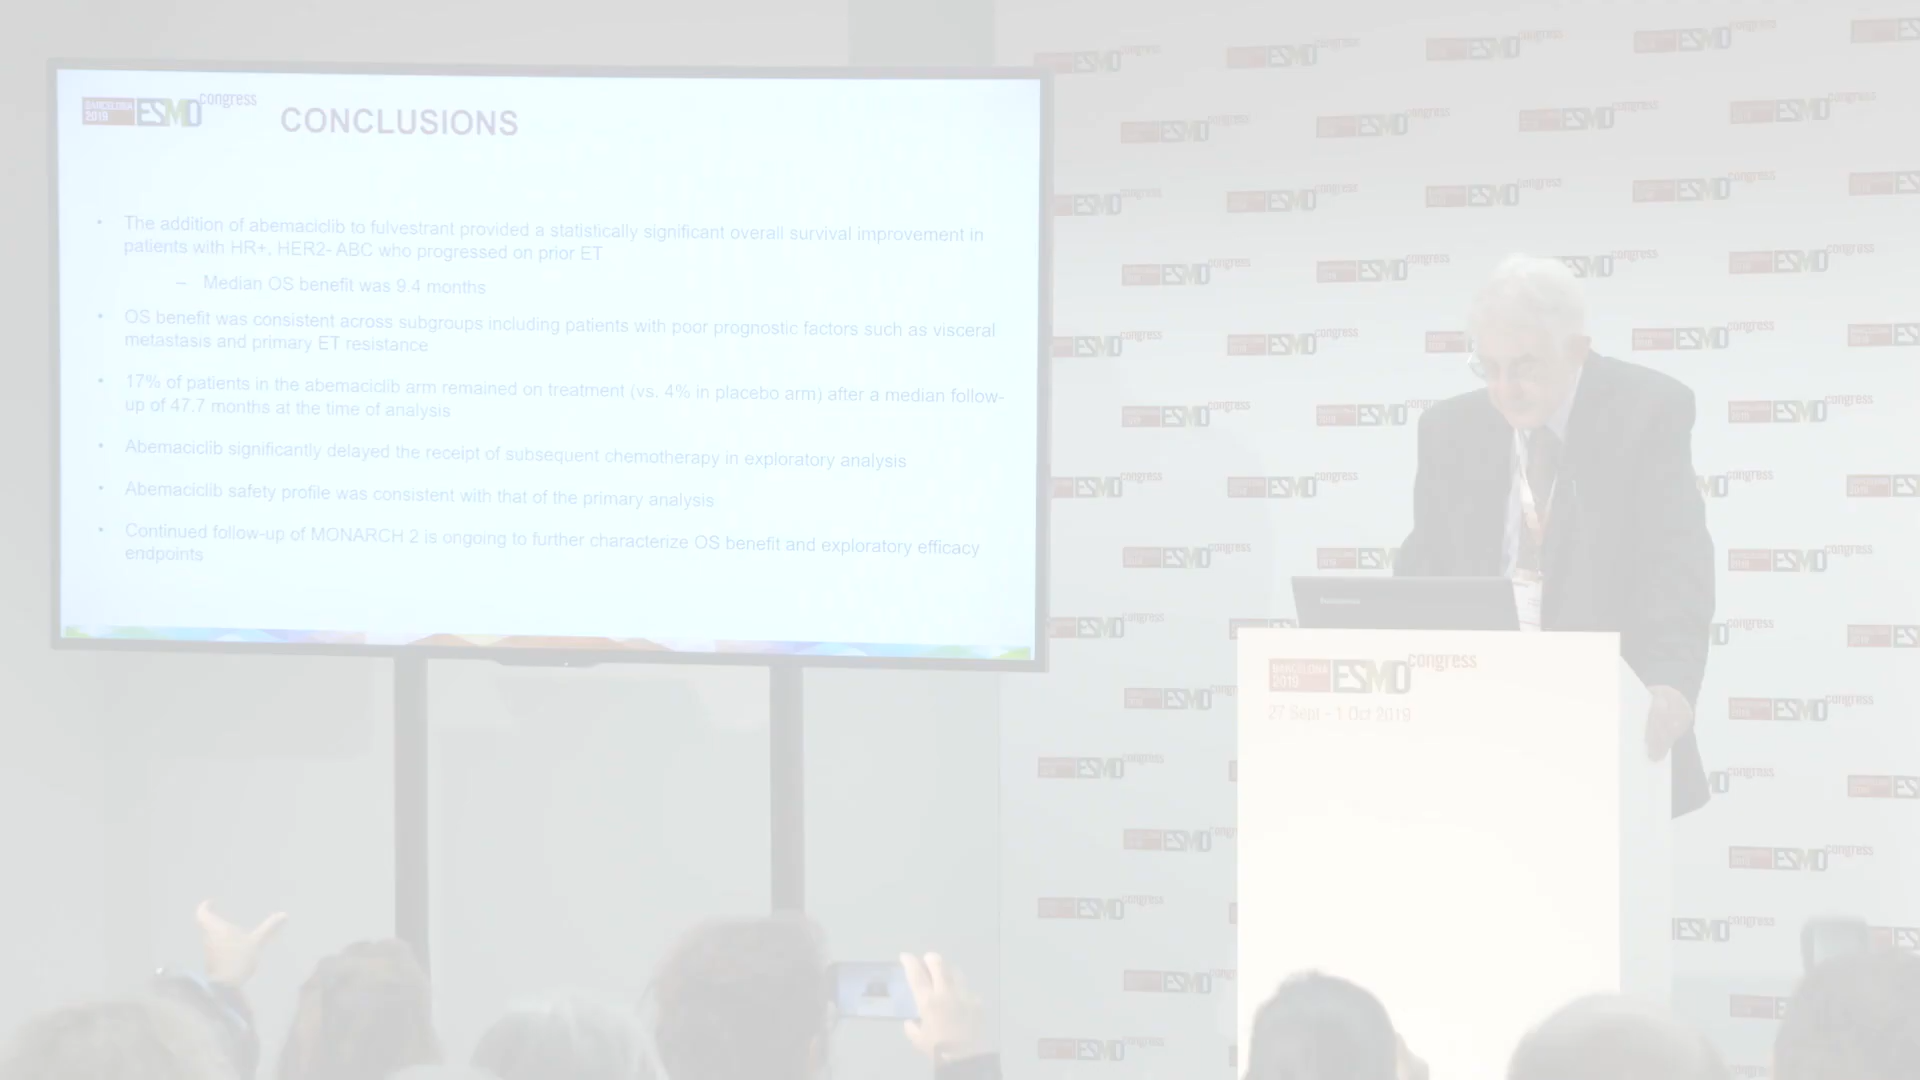 BARCELONA
2019
ESMO
congress
CONCLUSIONS
• The addition of abemaciclib to fulvestrant provided a statistically significant overall survival improvement in
patients with HR+, HER2- ABC who progressed on prior ET
– Median OS benefit was 9.4 months
• OS benefit was consistent across subgroups including patients with poor prognostic factors such as visceral
metastasis and primary ET resistance
• 17% of patients in the abemaciclib arm remained on treatment (vs. 4% in placebo arm) after a median follow-
up of 47.7 months at the time of analysis
• Abemaciclib significantly delayed the receipt of subsequent chemotherapy in exploratory analysis
• Abemaciclib safety profile was consistent with that of the primary analysis
• Continued follow-up of MONARCH 2 is ongoing to further characterize OS benefit and exploratory efficacy
endpoints
BARCELONA
2019
ESMO
congress
27 Sept - 1 Oct 2019